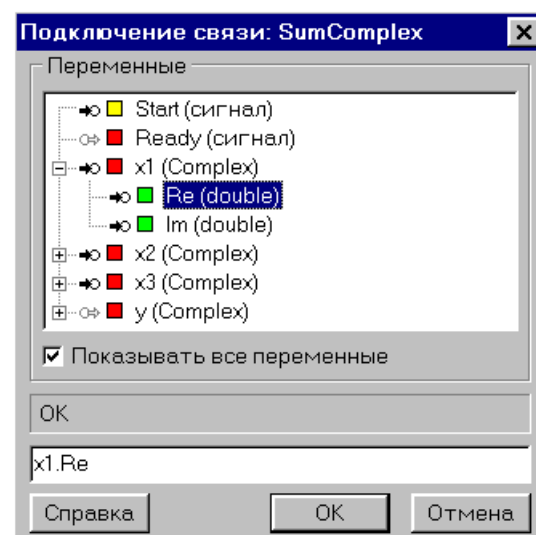 Подключение связи: SumComplex
Переменные
Start (сигнал)
Ready (сигнал)
x1 (Complex)
Re (double)
Im (double)
x2 (Complex)
x3 (Complex)
y (Complex)
Показывать все переменные
OK
x1.Re
Справка OK Отмена